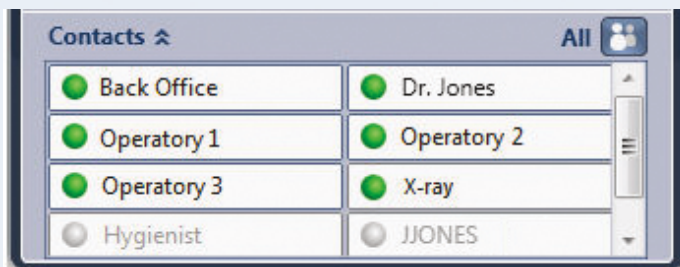 Contacts All
Back Office Dr. Jones
Operatory 1 Operatory 2
Operatory 3 X-ray
Hygienist JJONES